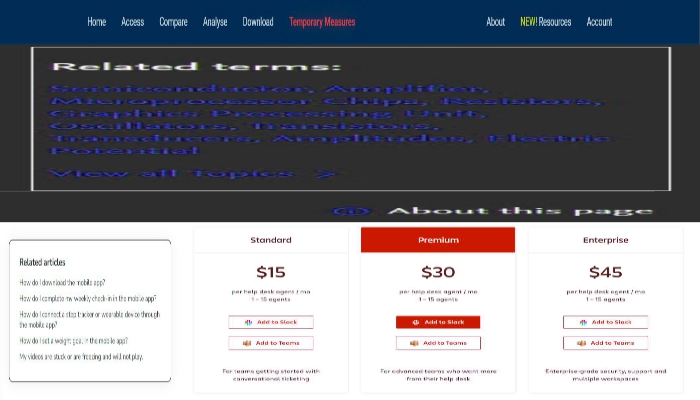 Home Access Compare Analyse Download Temporary Measures About NEW! Resources Account
Related terms:
Semiconductor, Amplifier,
Microprocessor Chips, Resistors,
Graphics Processing Unit,
Oscillators, Transistors,
Transducers, Amplitudes, Electric
Potential
View all Topics >
About this page
Related articles
How do I download the mobile app?
How do I complete my weekly check-in in the mobile app?
How do I connect a step tracker or wearable device through
the mobile app?
How do I set a weight goal in the mobile app?
My videos are stuck or are freezing and will not play.
Standard
$15
per help desk agent / mo
1 – 15 agents
Add to Slack
Add to Teams
For teams getting started with
conversational ticketing
Premium
$30
per help desk agent / mo
1 – 15 agents
Add to Slack
Add to Teams
For advanced teams who want more
from their help desk
Enterprise
$45
per help desk agent / mo
1 – 15 agents
Add to Slack
Add to Teams
Enterprise-grade security, support and
multiple workspaces